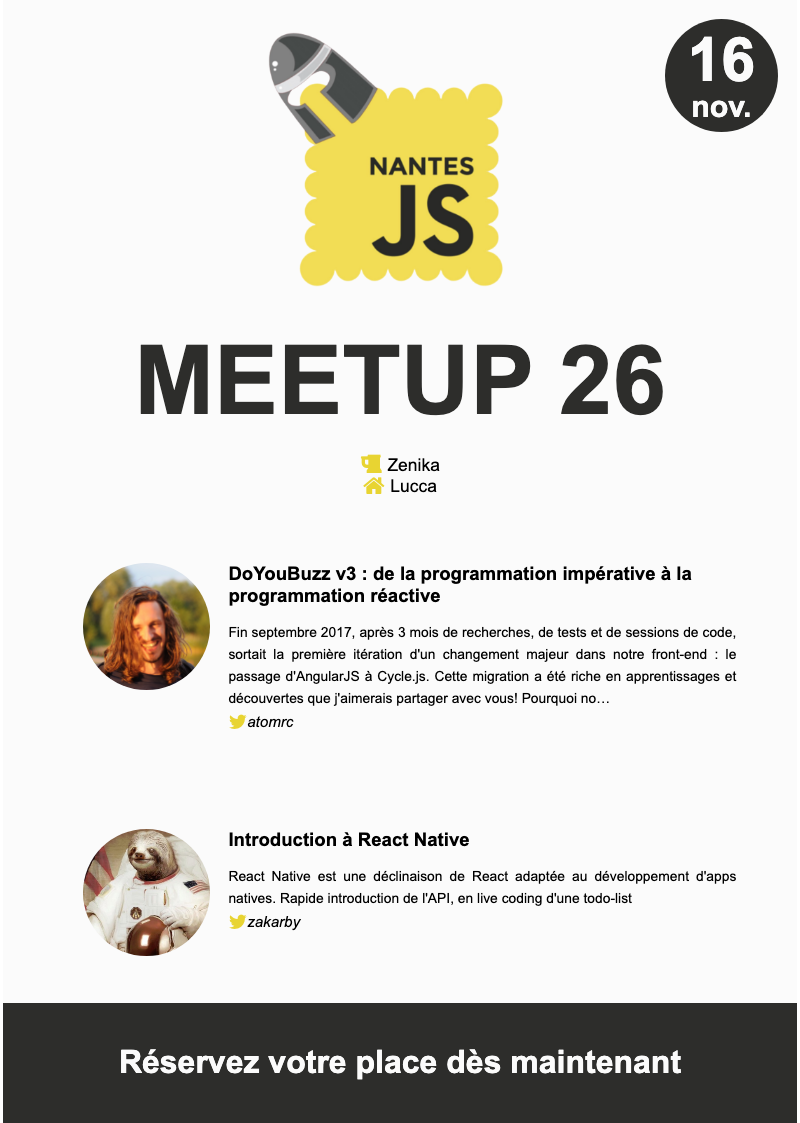 16
nov.
NANTES
JS
MEETUP 26
Zenika
Lucca
DoYouBuzz v3 : de la programmation impérative à la
programmation réactive
Fin septembre 2017, après 3 mois de recherches, de tests et de sessions de code,
sortait la première itération d'un changement majeur dans notre front-end : le
passage d'AngularJS à Cycle.js. Cette migration a été riche en apprentissages et
découvertes que j'aimerais partager avec vous! Pourquoi no…
atomrc
Introduction à React Native
React Native est une déclinaison de React adaptée au développement d'apps
natives. Rapide introduction de l'API, en live coding d'une todo-list
zakarby
Réservez votre place dès maintenant